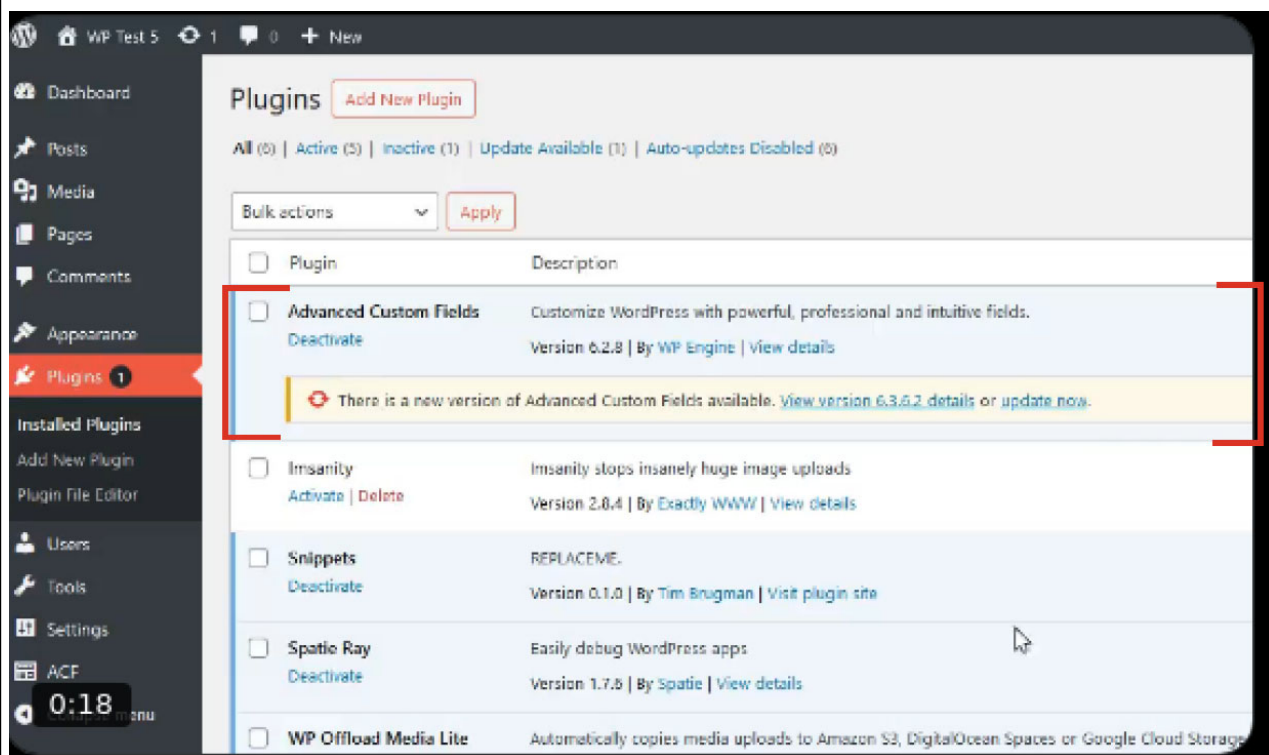 WP Test 5 1 0 + New
Dashboard
Posts
Media
Pages
Comments
Appearance
Plugins 1
Installed Plugins
Add New Plugin
Plugin File Editor
Users
Tools
Settings
ACF
menu
0:18
Plugins Add New Plugin
All (6) | Active (5) | Inactive (1) | Update Available (1) | Auto-updates Disabled (6)
Bulk actions Apply
Plugin Description
Advanced Custom Fields Customize WordPress with powerful, professional and intuitive fields.
Deactivate Version 6.2.8 | By WP Engine | View details
There is a new version of Advanced Custom Fields available. View version 6.3.6.2 details or update now.
Imsanity Imsanity stops insanely huge image uploads
Activate | Delete Version 2.8.4 | By Exactly WWW | View details
Snippets REPLACEME.
Deactivate Version 0.1.0 | By Tim Brugman | Visit plugin site
Spatie Ray Easily debug WordPress apps
Deactivate Version 1.7.6 | By Spatie | View details
WP Offload Media Lite Automatically copies media uploads to Amazon S3, DigitalOcean Spaces or Google Cloud Storage